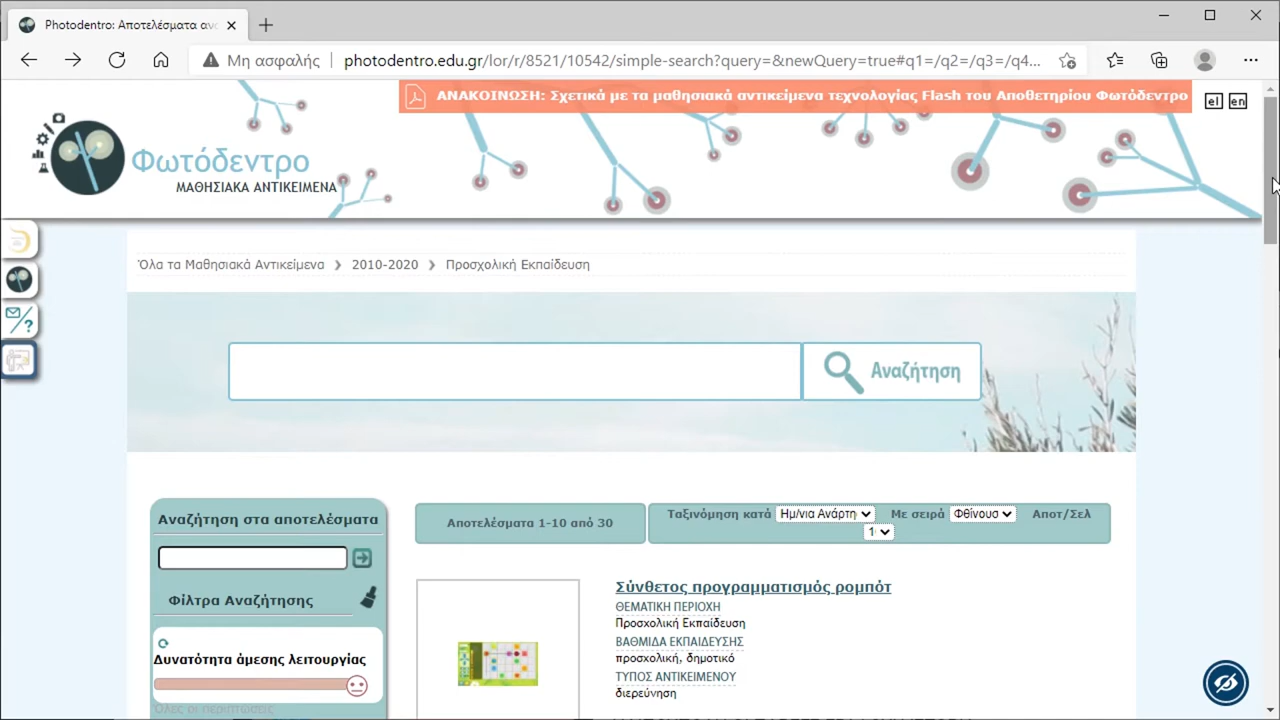 Photodentro: Αποτελέσματα ανα
Μη ασφαλής
photodentro.edu.gr/lor/r/8521/10542/simple-search?query=&newQuery=true#q1=/q2=/q3=/q4...
ΑΝΑΚΟΙΝΩΣΗ: Σχετικά με τα μαθησιακά αντικείμενα τεχνολογίας Flash του Αποθετηρίου Φωτόδεντρο
el en
Φωτόδεντρο
ΜΑΘΗΣΙΑΚΑ ΑΝΤΙΚΕΙΜΕΝΑ
Όλα τα Μαθησιακά Αντικείμενα ❯ 2010-2020 ❯ Προσχολική Εκπαίδευση
Αναζήτηση
Αναζήτηση στα αποτελέσματα
Φίλτρα Αναζήτησης
Δυνατότητα άμεσης λειτουργίας
Όλες οι περιπτώσεις
Αποτελέσματα 1-10 από 30
Ταξινόμηση κατά Ημ/νια Ανάρτη Με σειρά Φθίνουσ Αποτ/Σελ
1
Σύνθετος προγραμματισμός ρομπότ
ΘΕΜΑΤΙΚΗ ΠΕΡΙΟΧΗ
Προσχολική Εκπαίδευση
ΒΑΘΜΙΔΑ ΕΚΠΑΙΔΕΥΣΗΣ
προσχολική, δημοτικό
ΤΥΠΟΣ ΑΝΤΙΚΕΙΜΕΝΟΥ
διερεύνηση